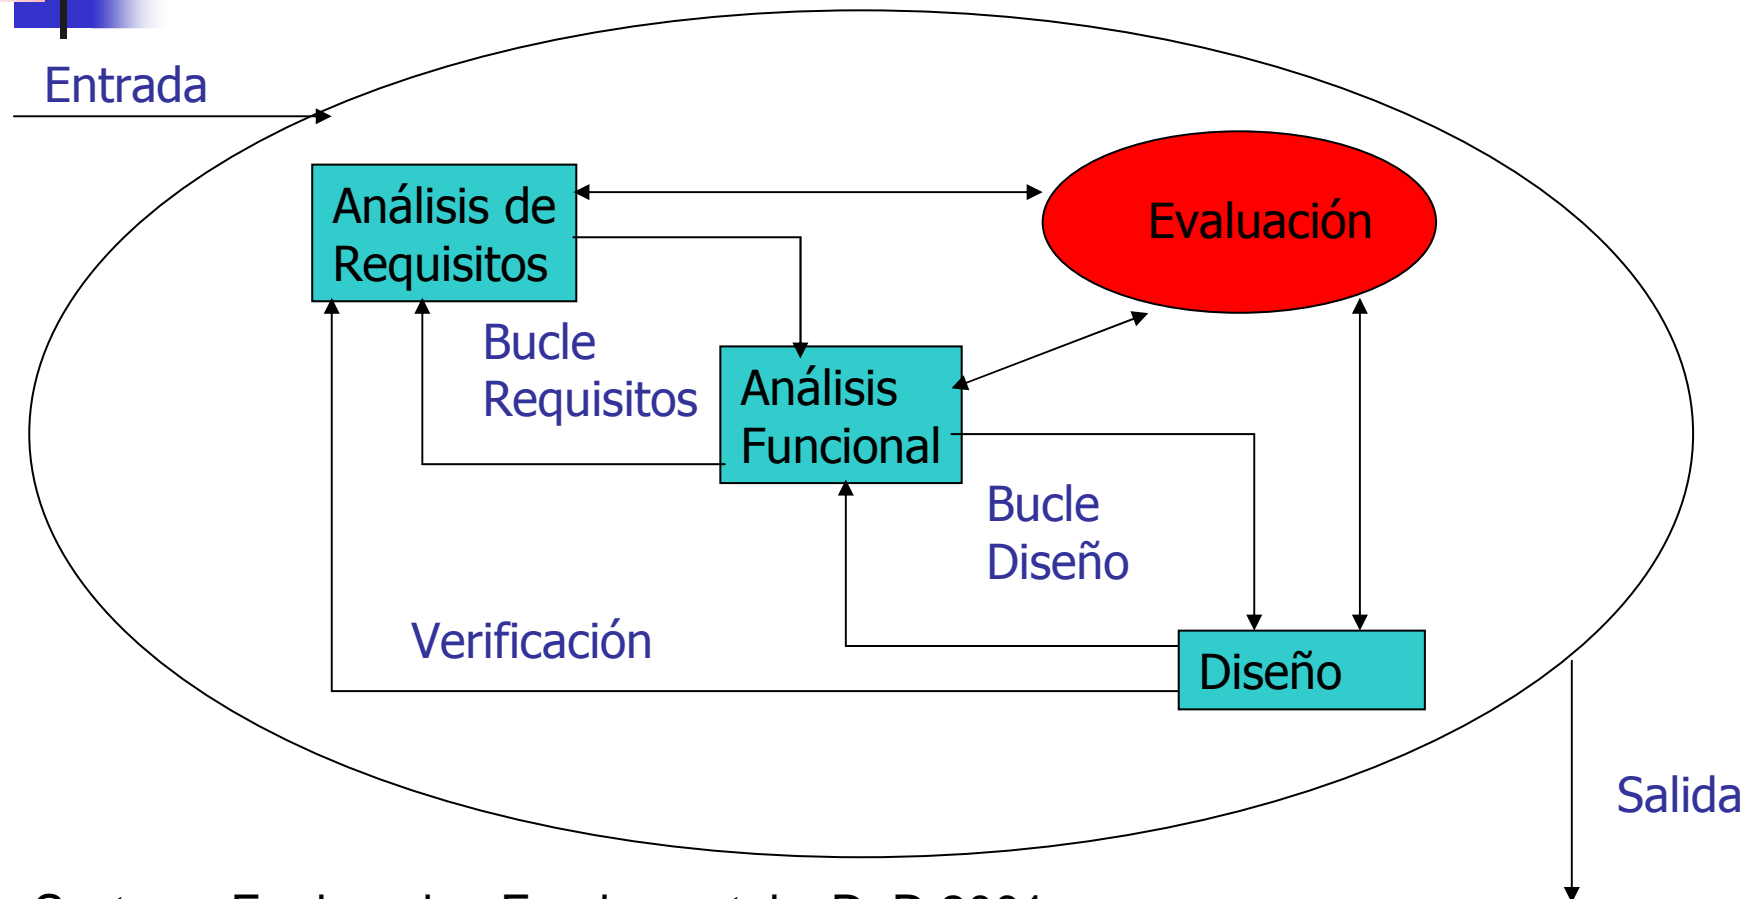 Entrada
Análisis de
Requisitos
Evaluación
Bucle
Requisitos
Análisis
Funcional
Bucle
Diseño
Verificación
Diseño
Salida